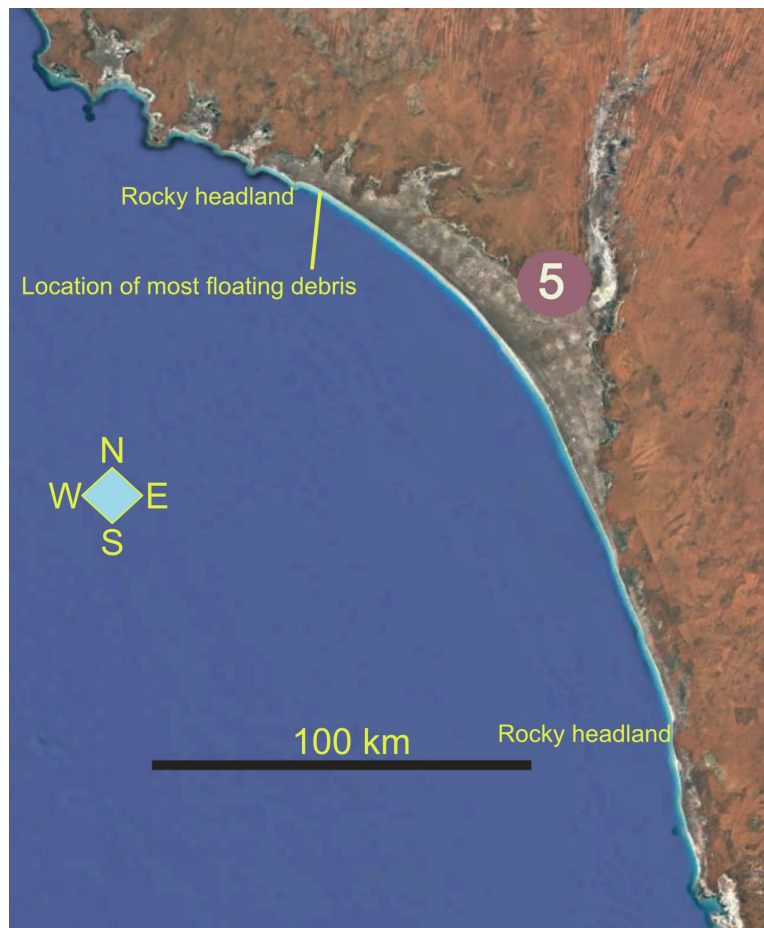 Rocky headland
Location of most floating debris
5
N
W E
S
100 km
Rocky headland